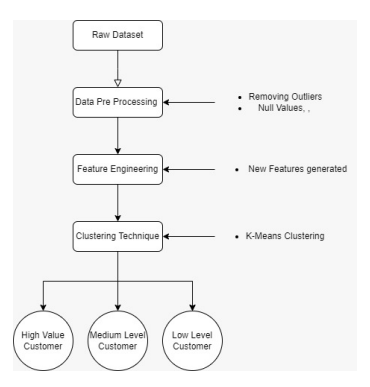 Raw Dataset
Data Pre Processing
• Removing Outliers
• Null Values, ,
Feature Engineering
• New Features generated
Clustering Technique
• K-Means Clustering
High Value
Customer
Medium Level
Customer
Low Level
Customer